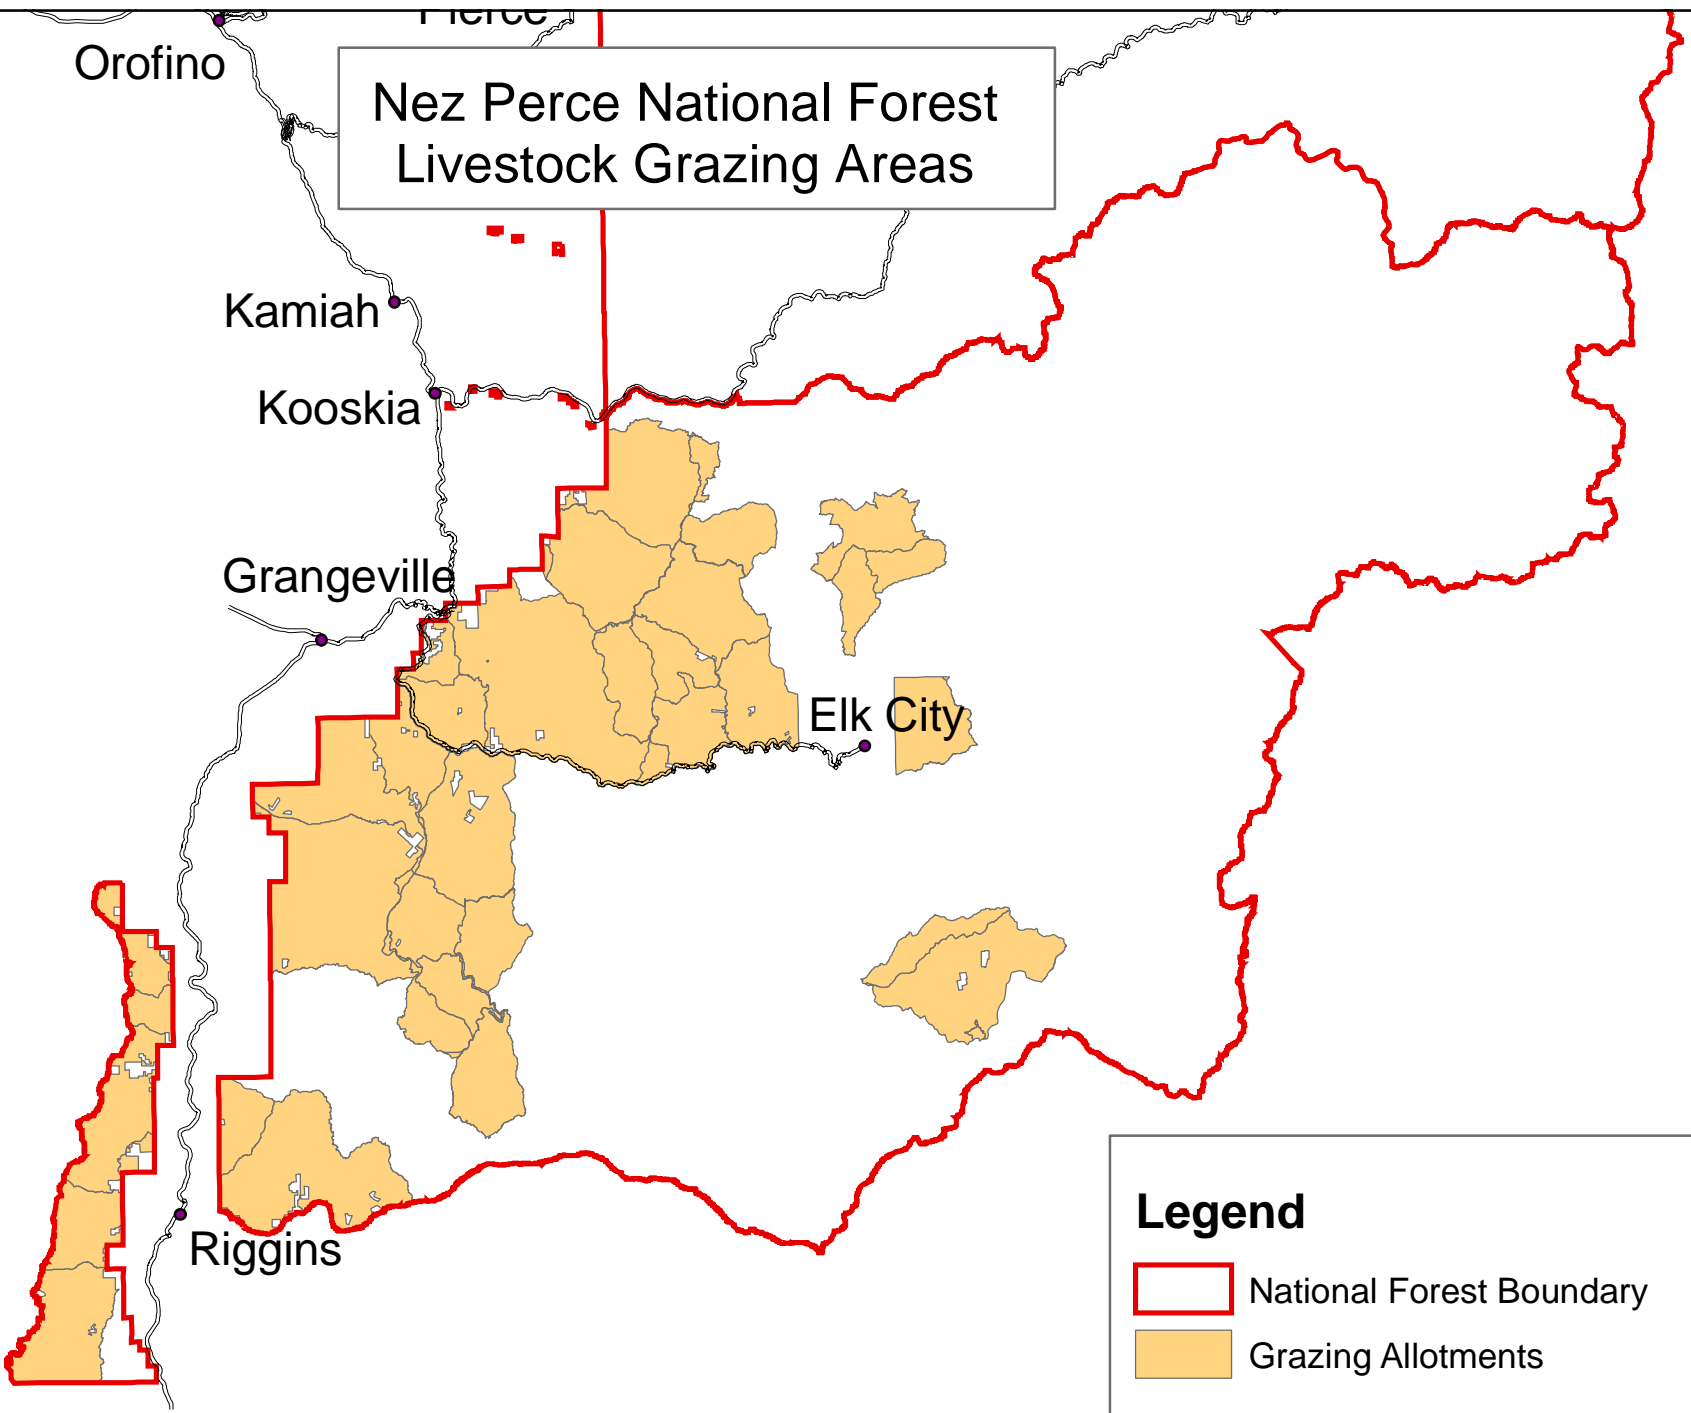 Pierce
Orofino
Nez Perce National Forest
Livestock Grazing Areas
Kamiah
Kooskia
Grangeville
Elk City
Riggins
Legend
National Forest Boundary
Grazing Allotments